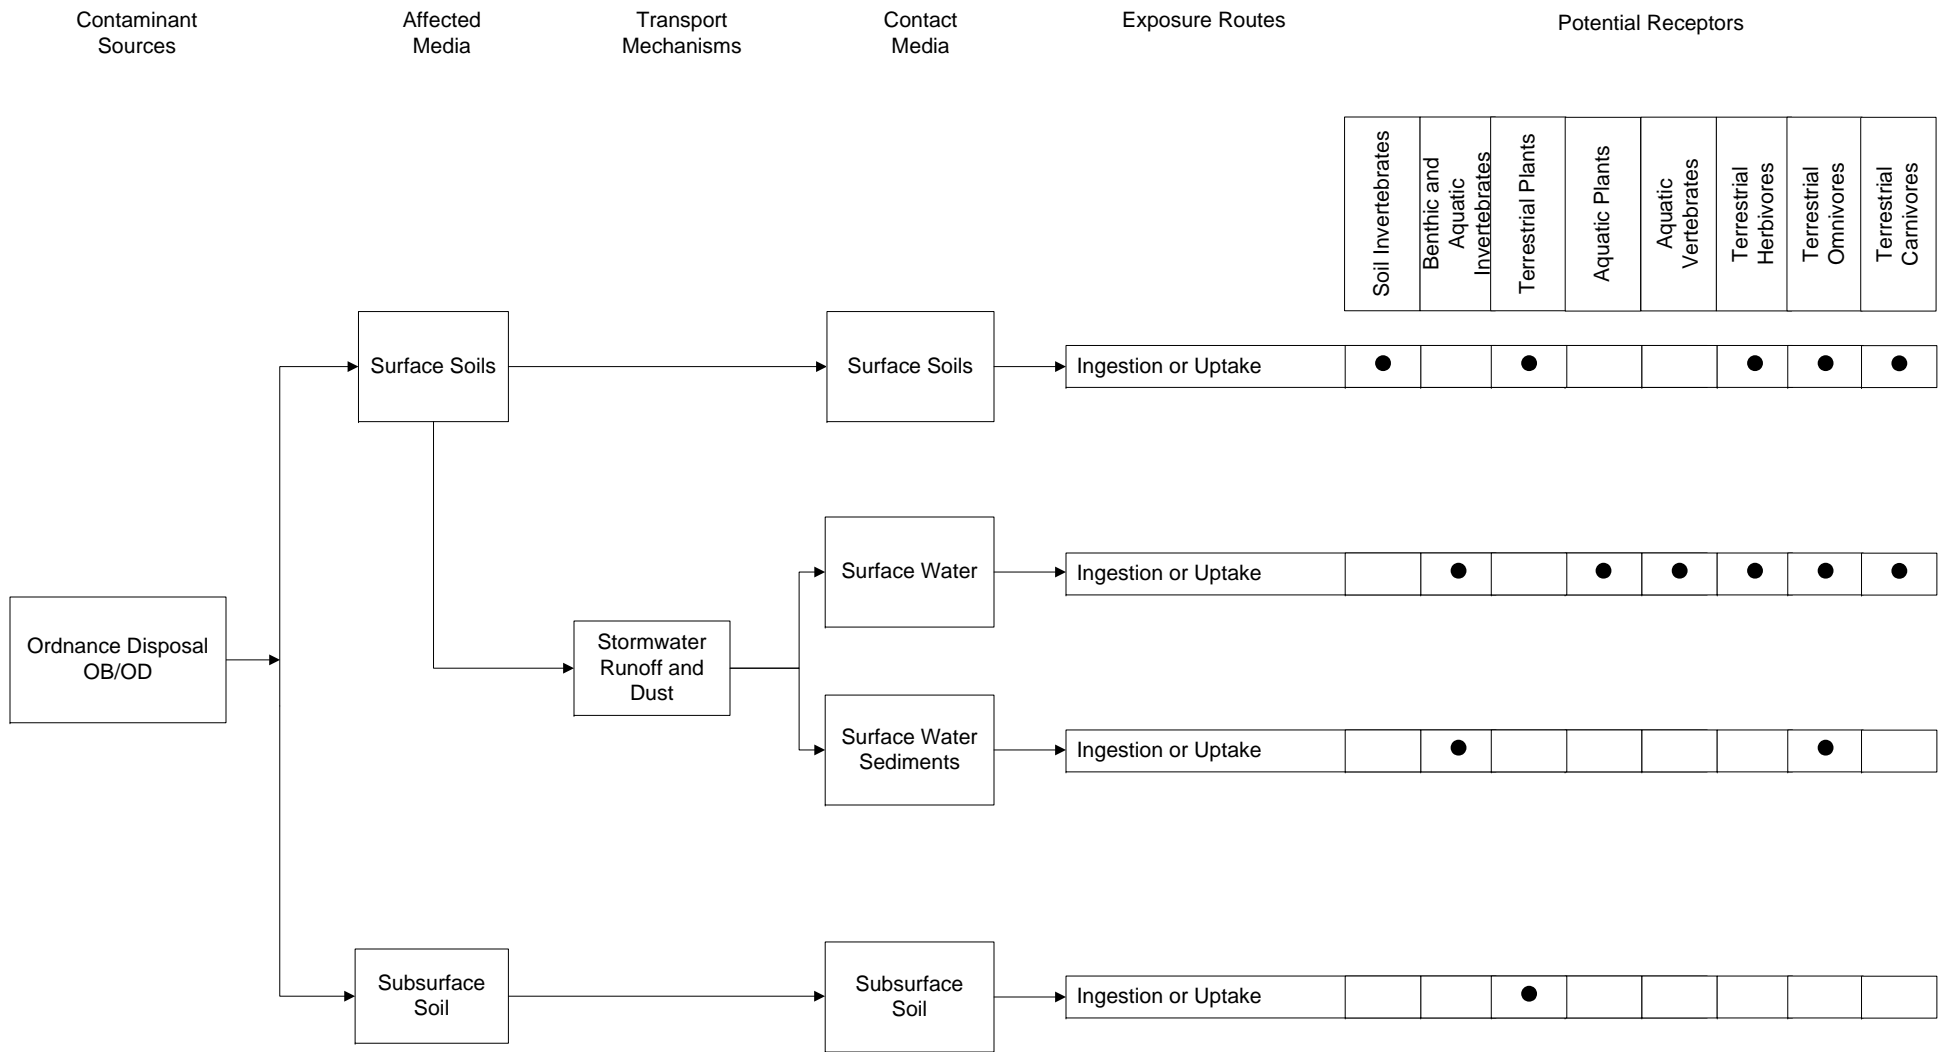 Contaminant
Sources
Affected
Media
Transport
Mechanisms
Contact
Media
Exposure Routes
Potential Receptors
Soil Invertebrates
Benthic and
Aquatic
Invertebrates
Terrestrial Plants
Aquatic Plants
Aquatic
Vertebrates
Terrestrial
Herbivores
Terrestrial
Omnivores
Terrestrial
Carnivores
Surface Soils
Surface Soils
Ingestion or Uptake
Surface Water
Ingestion or Uptake
Ordnance Disposal
OB/OD
Stormwater
Runoff and
Dust
Surface Water
Sediments
Ingestion or Uptake
Subsurface
Soil
Subsurface
Soil
Ingestion or Uptake